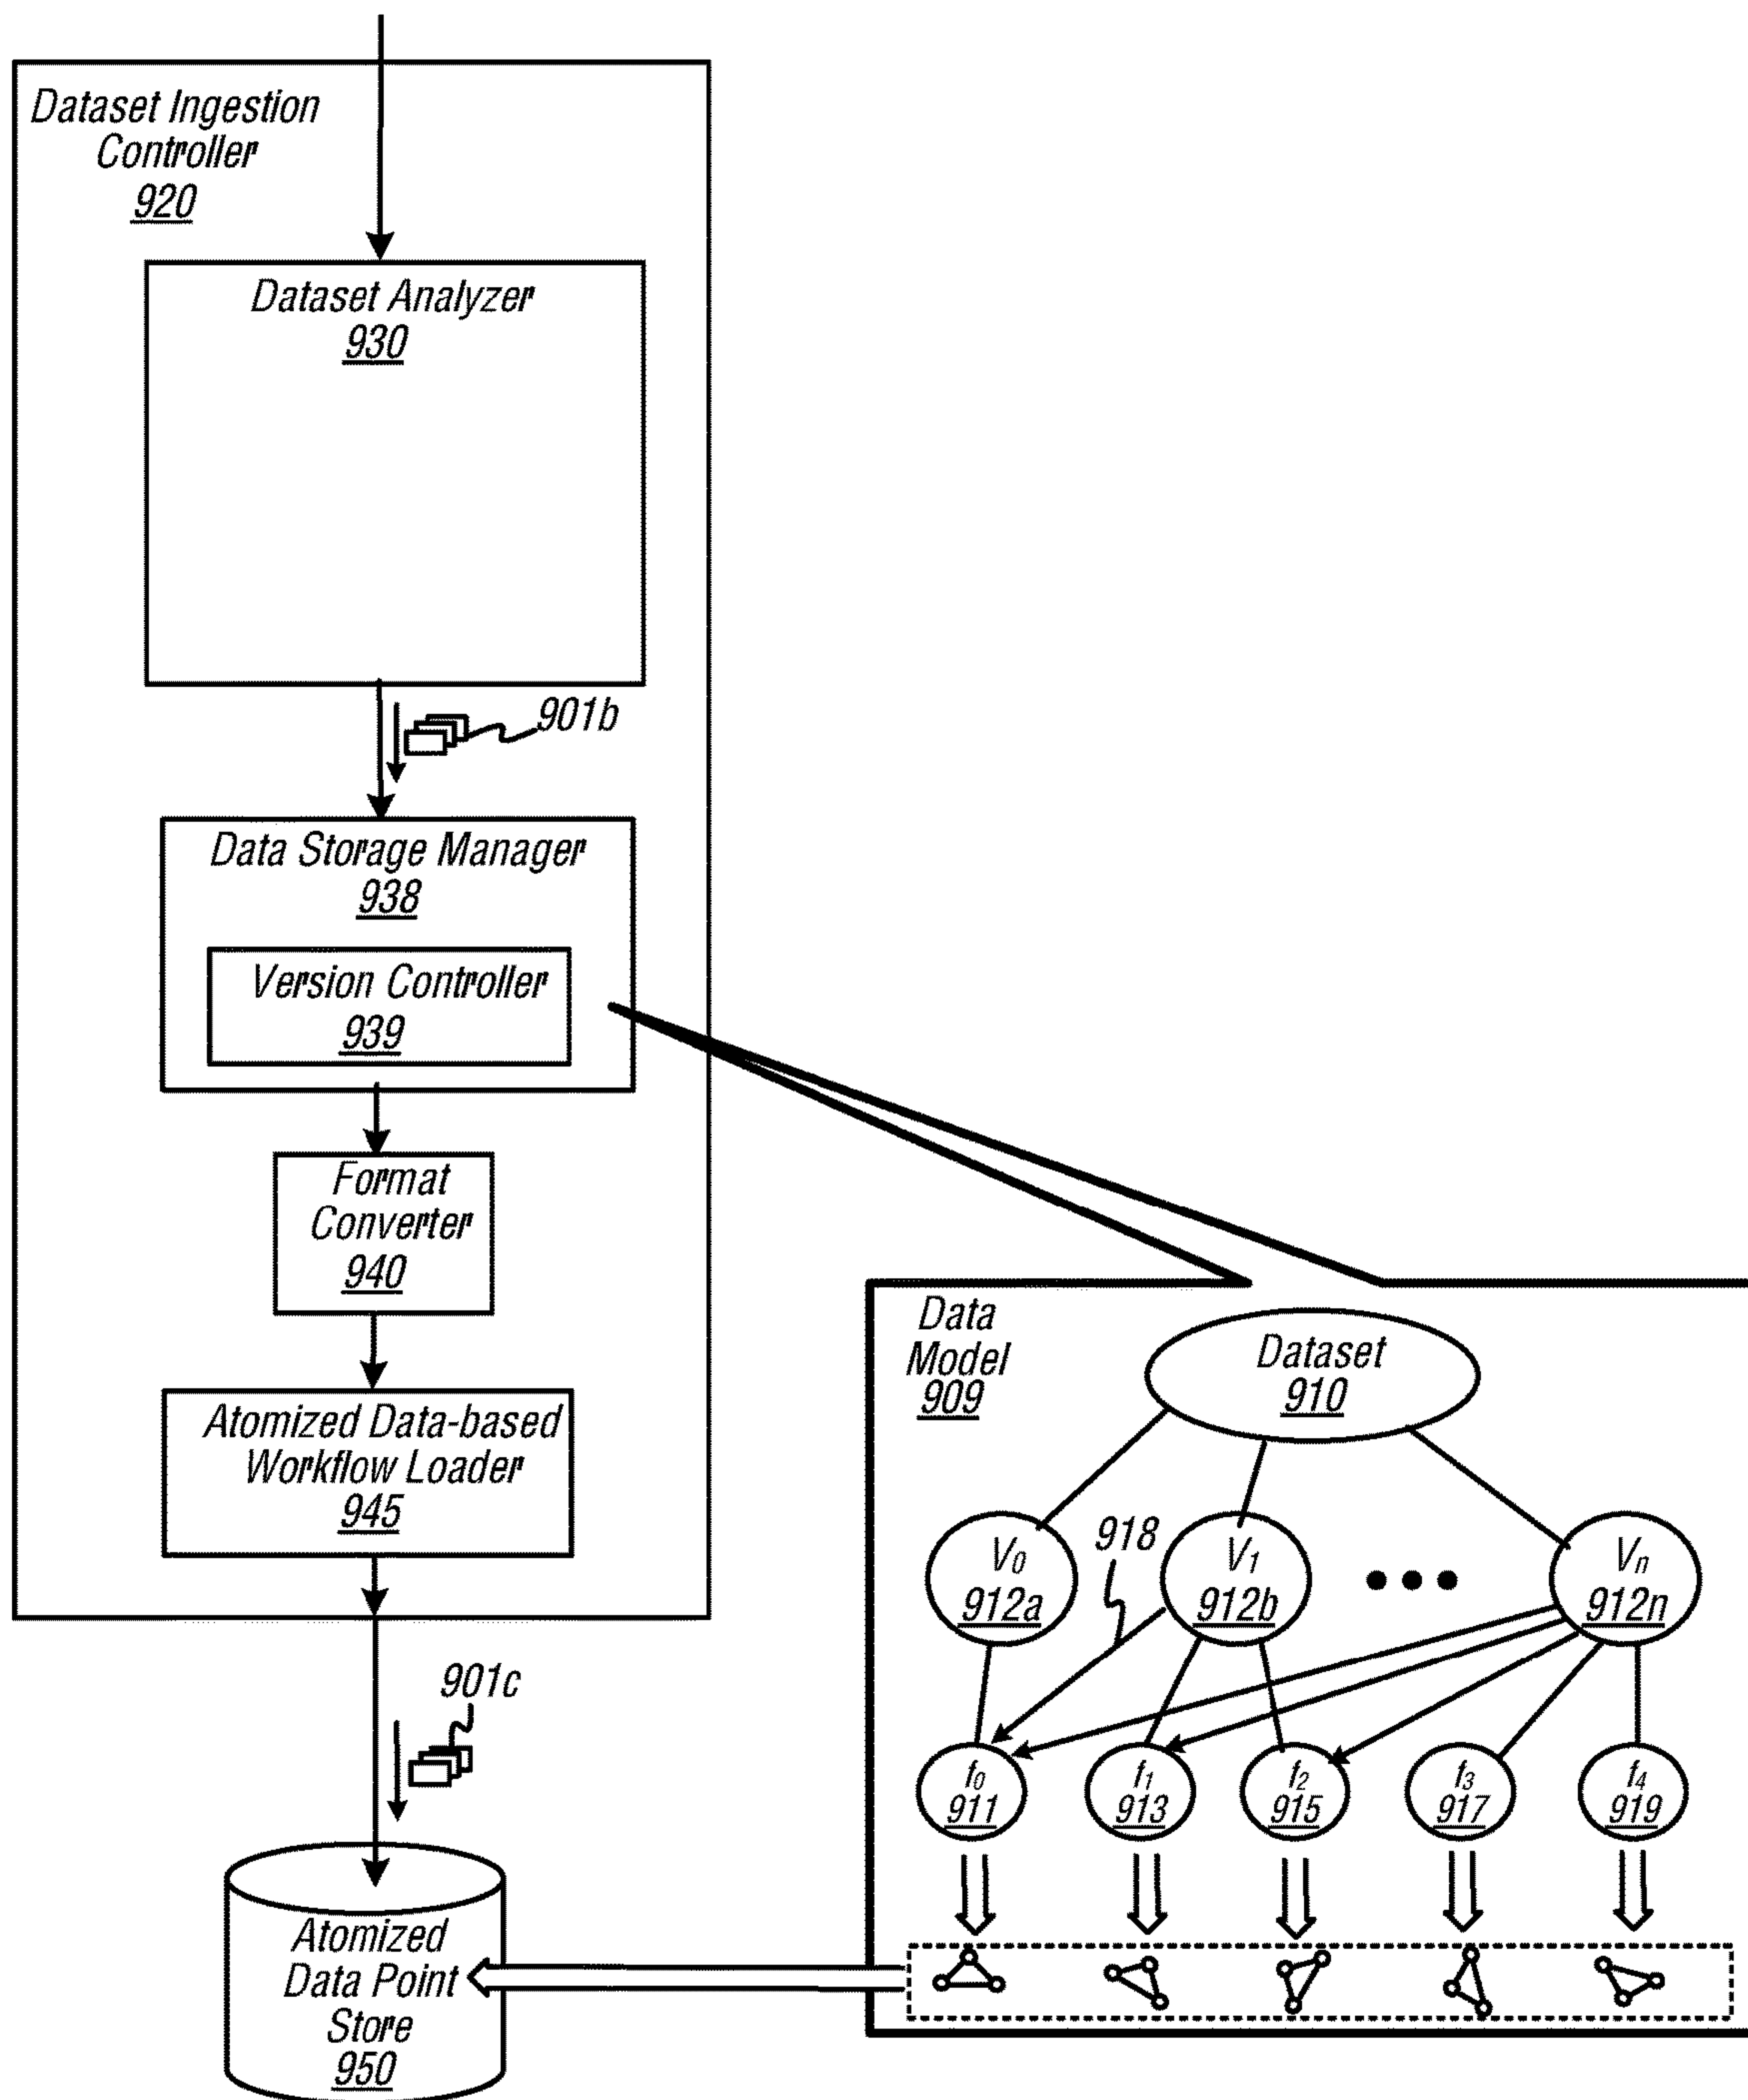 Dataset Ingestion
Controller
920
Dataset Analyzer
930
901b
Data Storage Manager
938
Version Controller
939
Format
Converter
940
Atomized Data-based
Workflow Loader
945
901c
Atomized
Data Point
Store
950
Data
Model
909
Dataset
910
918
V0
912a
V1
912b
Vn
912n
f0
911
f1
913
f2
915
f3
917
f4
919